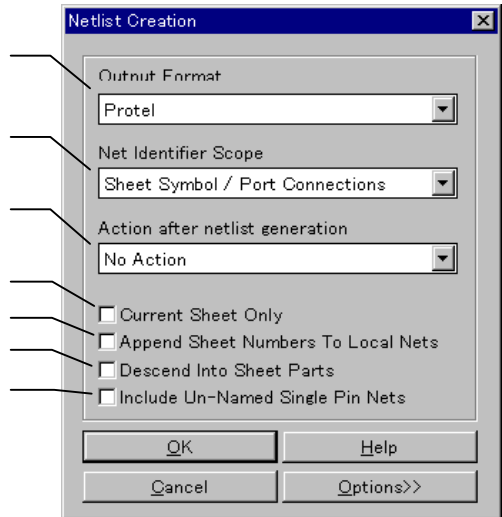 Netlist Creation
Output Format
Protel
Net Identifier Scope
Sheet Symbol / Port Connections
Action after netlist generation
No Action
Current Sheet Only
Append Sheet Numbers To Local Nets
Descend Into Sheet Parts
Include Un-Named Single Pin Nets
OK
Help
Cancel
Options>>